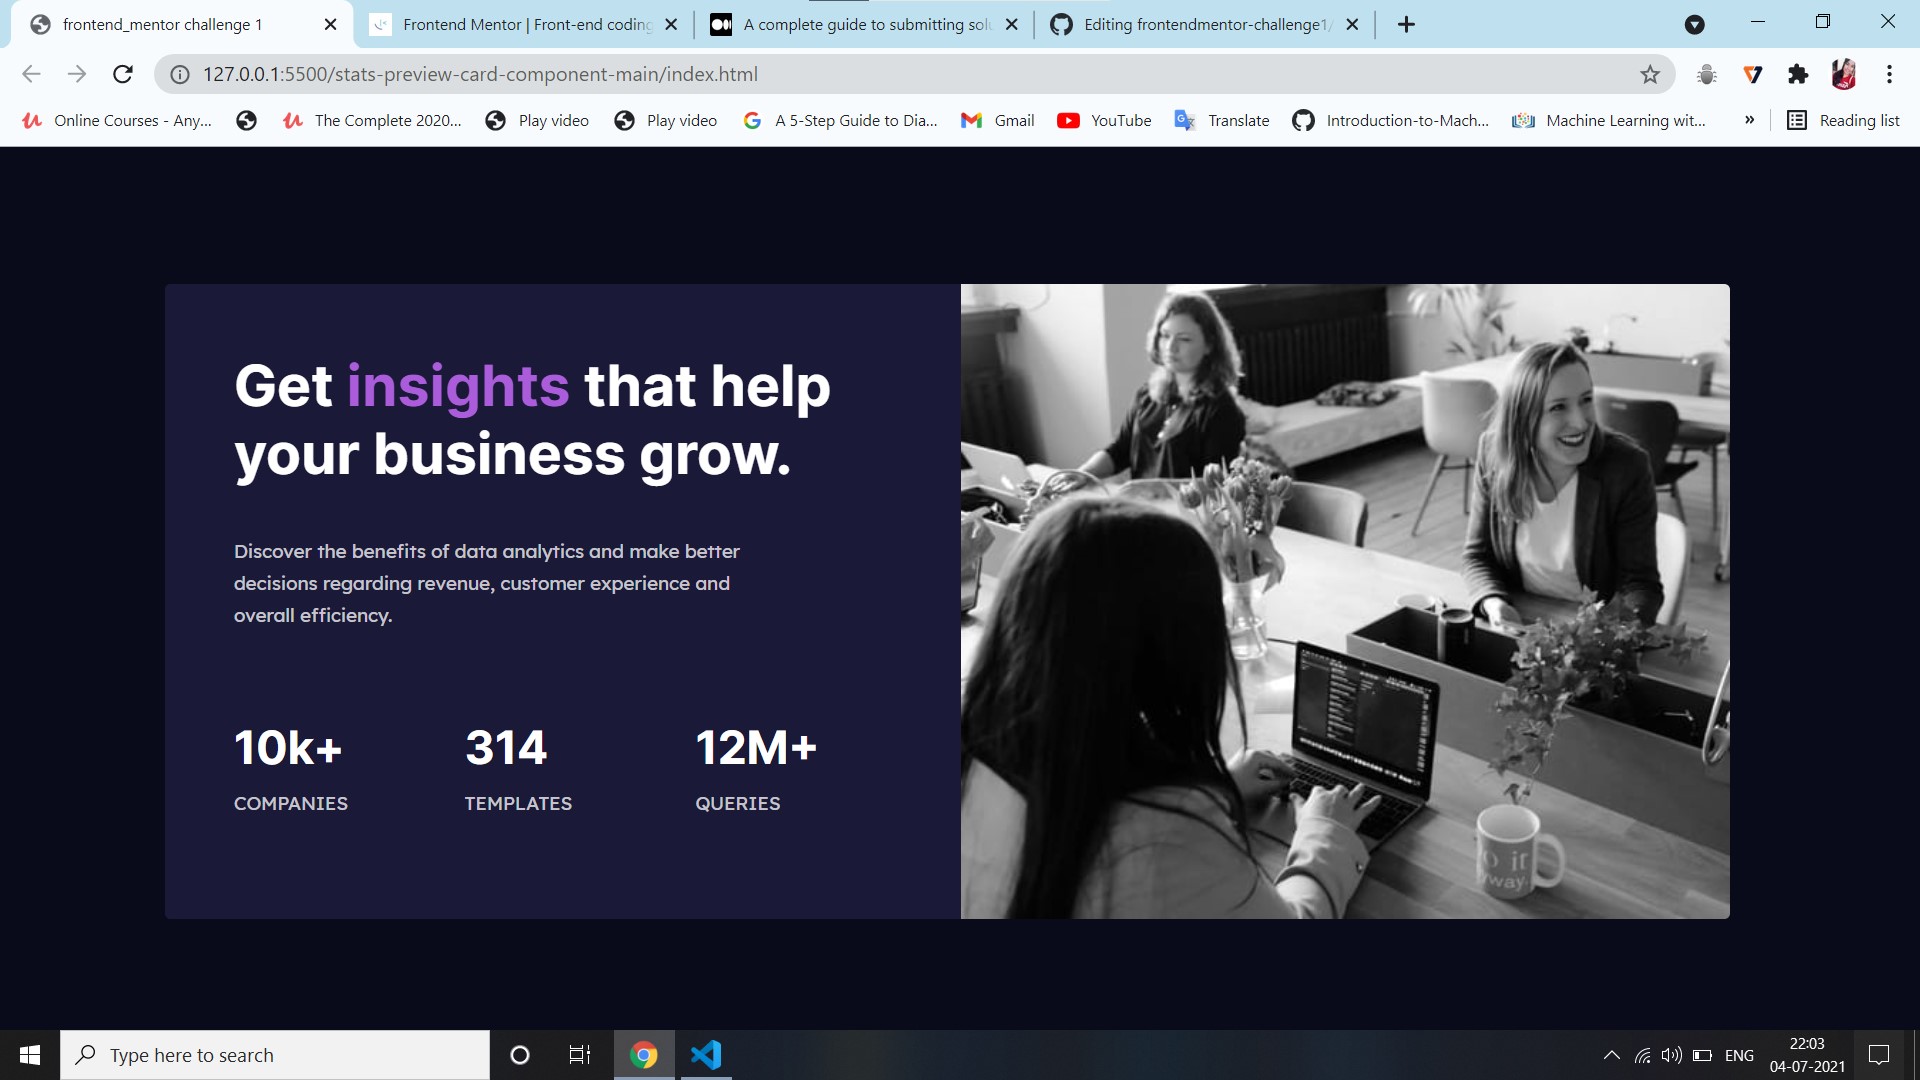 frontend_mentor challenge 1
Frontend Mentor | Front-end coding
A complete guide to submitting solu
Editing frontendmentor-challenge1/
127.0.0.1:5500/stats-preview-card-component-main/index.html
Online Courses - Any...
The Complete 2020...
Play video
Play video
A 5-Step Guide to Dia...
Gmail
YouTube
Translate
Introduction-to-Mach...
Machine Learning wit...
»
Reading list
Get insights that help
your business grow.
Discover the benefits of data analytics and make better
decisions regarding revenue, customer experience and
overall efficiency.
10k+ 314 12M+
COMPANIES TEMPLATES QUERIES
Type here to search
ENG
22:03
04-07-2021